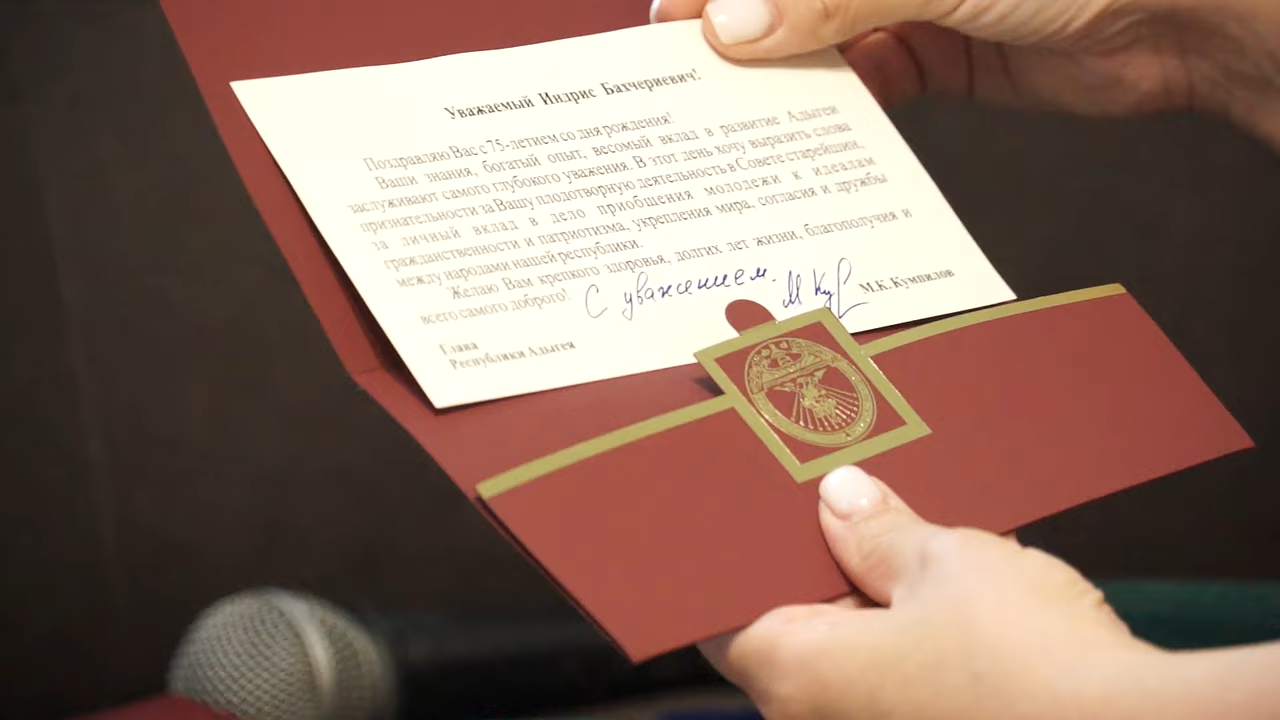 Уважаемый Индрис Бахчериевич!
Поздравляю Вас с 75-летием со дня рождения!
Ваши знания, богатый опыт, весомый вклад в развитие Адыгеи
заслуживают самого глубокого уважения. В этот день хочу выразить слова
признательности за Вашу плодотворную деятельность в Совете старейшин,
за личный вклад в дело приобщения молодежи к идеалам
гражданственности и патриотизма, укрепления мира, согласия и дружбы
между народами нашей республики.
Желаю Вам крепкого здоровья, долгих лет жизни, благополучия и
всего самого доброго!
С уважением.
Глава
Республики Адыгея
М.К. Кумпилов